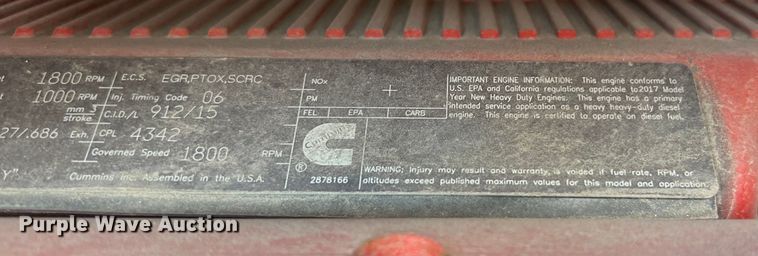 1800 RPM E.C.S. EGR,PTOX,SCRC
1000 RPM Inj. Timing Code 06
mm 3 stroke C.I.D./L 912/15
27/.686 Exh. CPL 4342
Governed Speed 1800 RPM
Y".
Cummins Inc. Assembled in the U.S.A.
NOx
PM
FEL EPA CARB
Cummins
®
2878166
IMPORTANT ENGINE INFORMATION: This engine conforms to
U.S. EPA and California regulations applicable to2017 Model
Year New Heavy Duty Engines. This engine has a primary
intended service application as a heavy heavy-duty diesel
engine. This engine is certified to operate on diesel fuel.
WARNING; Injury may result and warranty is voided if fuel rate, RPM, or
altitudes exceed published maximum values for this model and application.
Purple Wave Auction